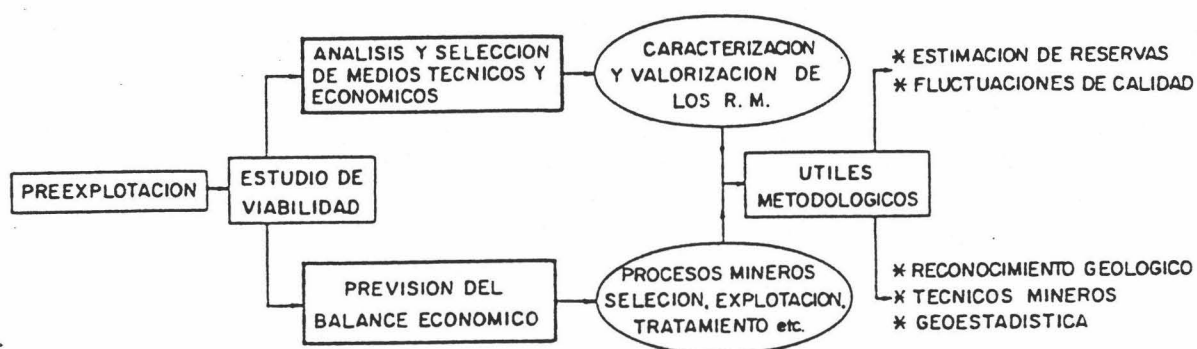 PREEXPLOTACION
ESTUDIO DE
VIABILIDAD
ANALISIS Y SELECCION
DE MEDIOS TECNICOS Y
ECONOMICOS
PREVISION DEL
BALANCE ECONOMICO
CARACTERIZACION
Y VALORIZACION DE
LOS R. M.
PROCESOS MINEROS
SELECION, EXPLOTACION,
TRATAMIENTO etc.
UTILES
METODOLOGICOS
* ESTIMACION DE RESERVAS
* FLUCTUACIONES DE CALIDAD
* RECONOCIMIENTO GEOLOGICO
* TECNICOS MINEROS
* GEOESTADISTICA